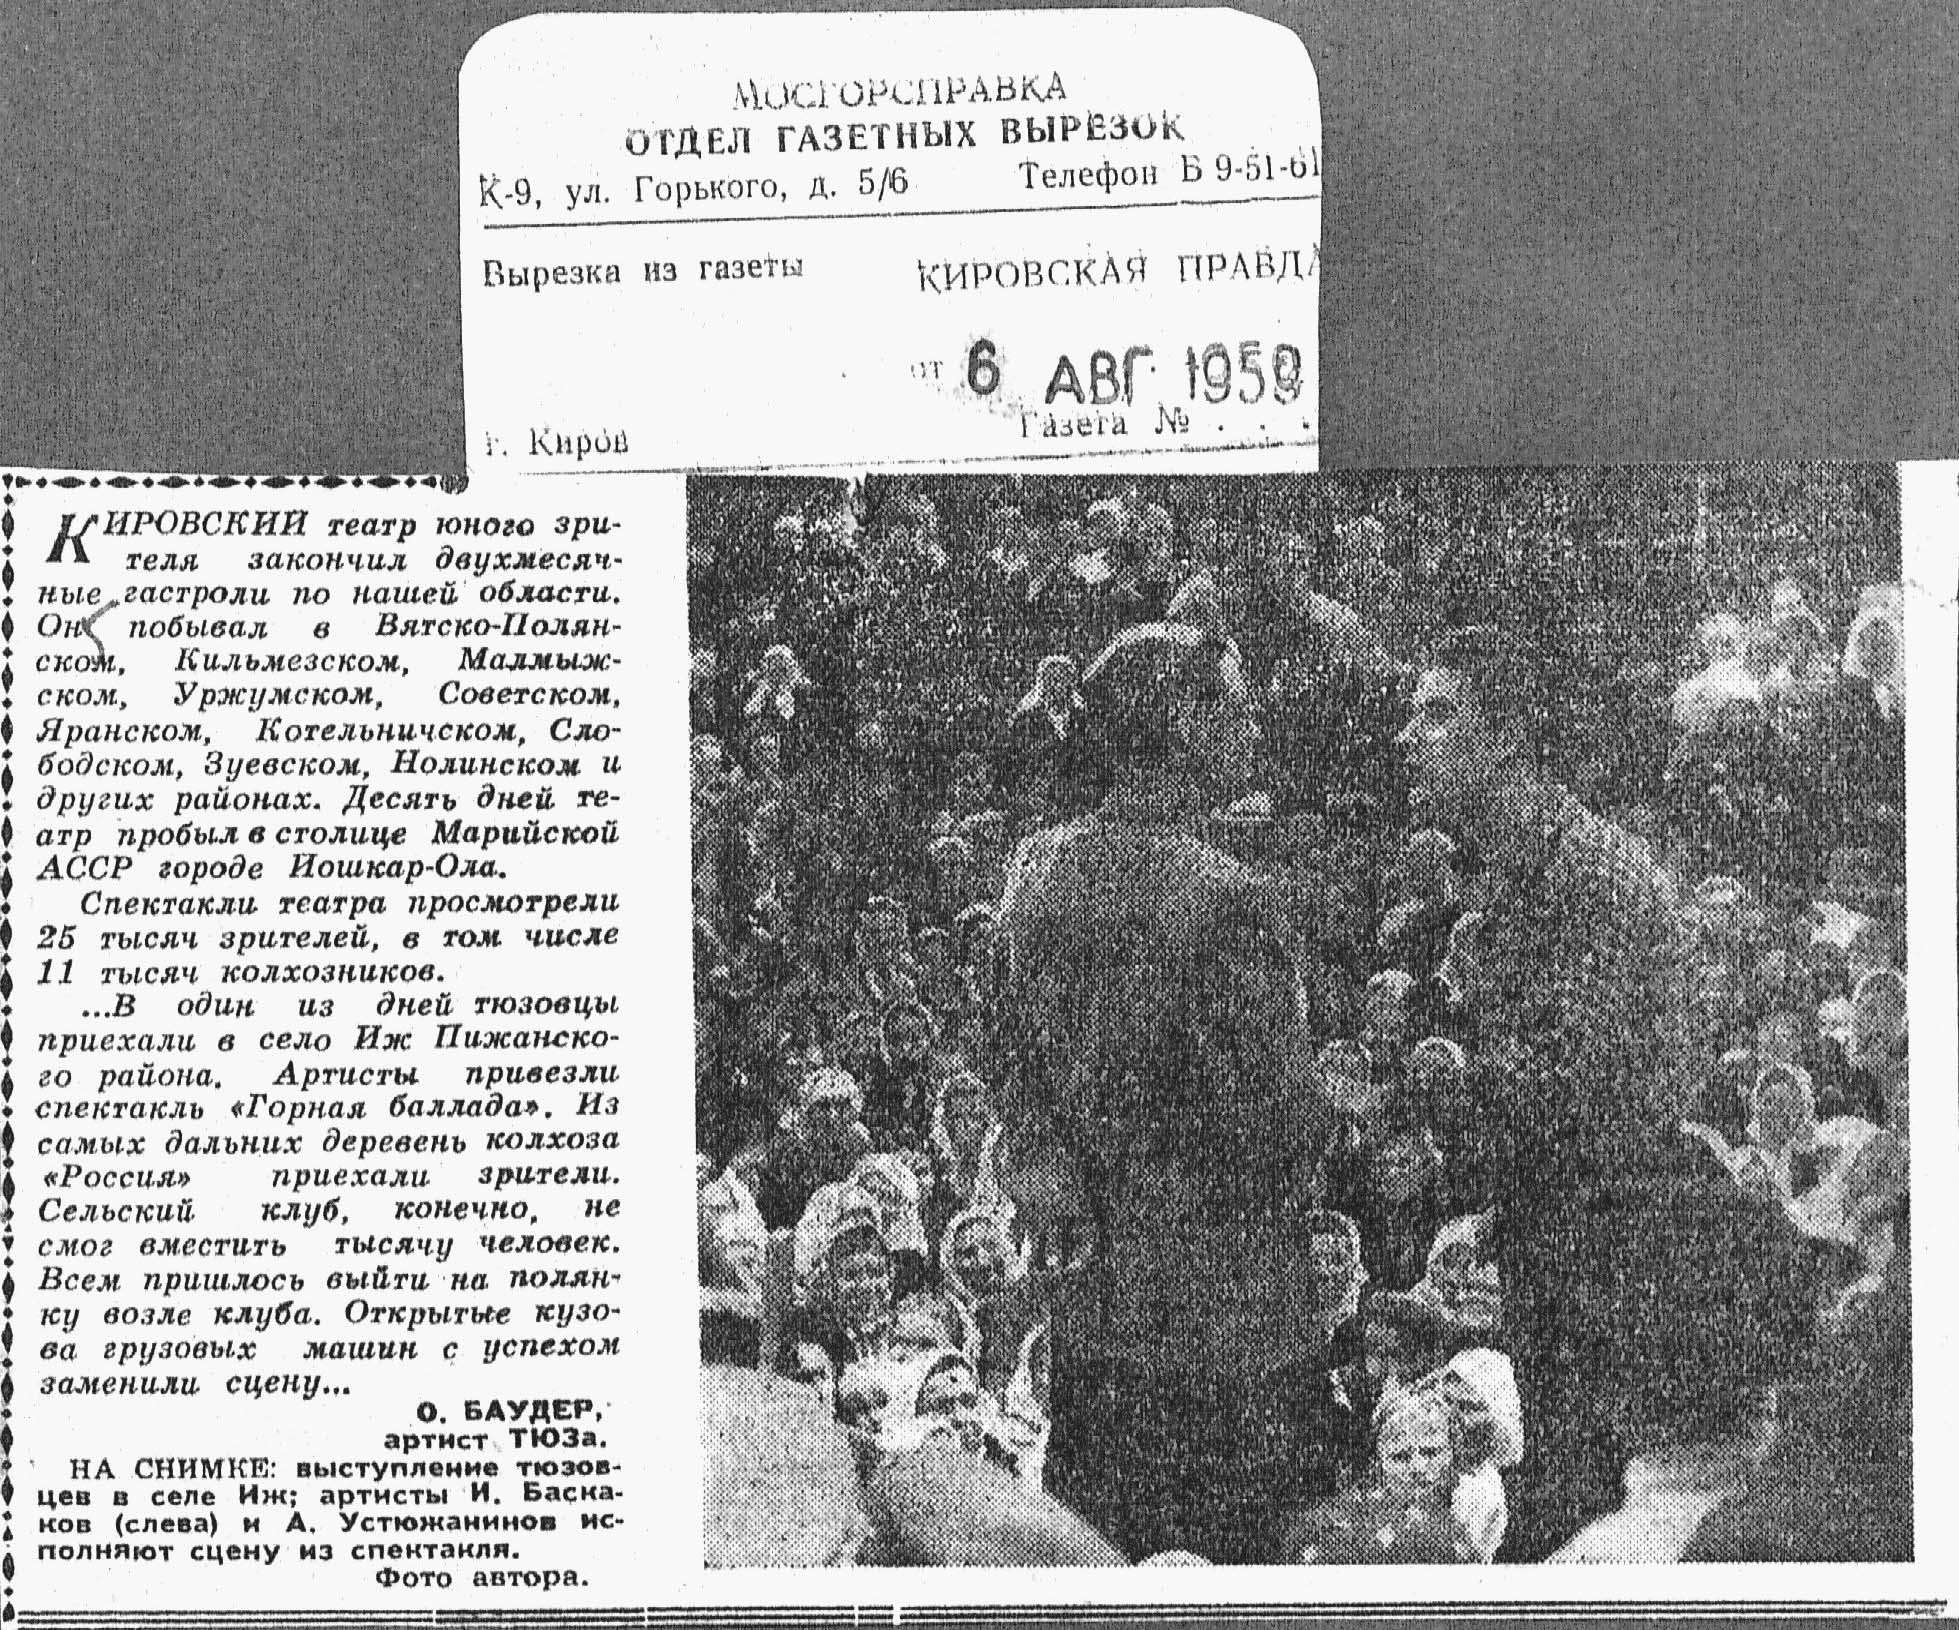 МОСГОРСПРАВКА
ОТДЕЛ ГАЗЕТНЫХ ВЫРЕЗОК
К-9, ул. Горького, д. 5/6 Телефон Б 9-51-61
Вырезка из газеты КИРОВСКАЯ ПРАВДА
от 6 АВГ 1959
г. Киров Газета № . . .
КИРОВСКИЙ театр юного зри-
теля закончил двухмесяч-
ные гастроли по нашей области.
Он побывал в Вятско-Полян-
ском, Кильмезском, Малмыж-
ском, Уржумском, Советском,
Яранском, Котельничском, Сло-
бодском, Зуевском, Нолинском и
других районах. Десять дней те-
атр пробыл в столице Марийской
АССР городе Йошкар-Ола.
Спектакли театра просмотрели
25 тысяч зрителей, в том числе
11 тысяч колхозников.
...В один из дней тюзовцы
приехали в село Иж Пижанско-
го района. Артисты привезли
спектакль «Горная баллада». Из
самых дальних деревень колхоза
«Россия» приехали зрители.
Сельский клуб, конечно, не
смог вместить тысячу человек.
Всем пришлось выйти на полян-
ку возле клуба. Открытые кузо-
ва грузовых машин с успехом
заменили сцену...
О. БАУДЕР,
артист ТЮЗа.
НА СНИМКЕ: выступление тюзов-
цев в селе Иж; артисты И. Баска-
ков (слева) и А. Устюжанинов ис-
полняют сцену из спектакля.
Фото автора.